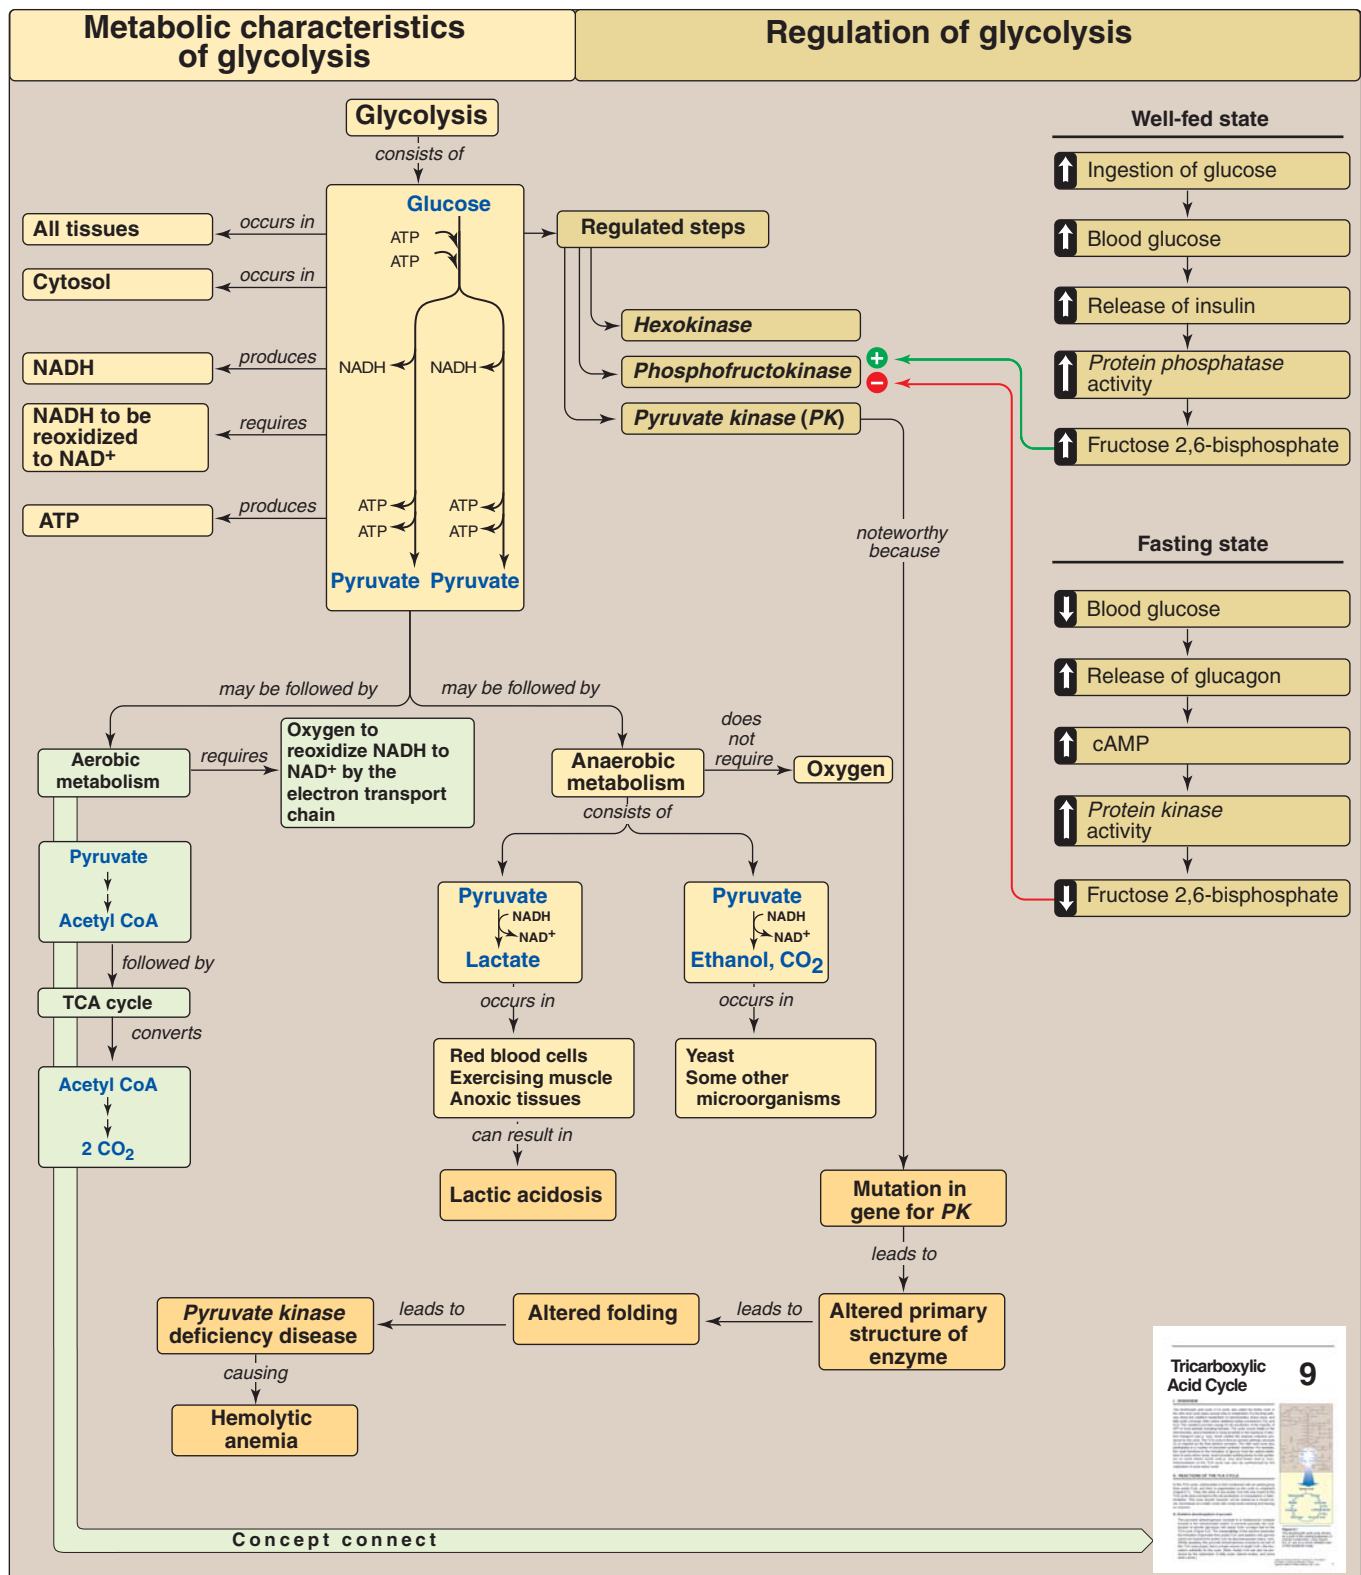 Metabolic characteristics
of glycolysis
Regulation of glycolysis
Glycolysis
consists of
Glucose
ATP
ATP
NADH
NADH
ATP
ATP
ATP
ATP
Pyruvate
Pyruvate
All tissues
occurs in
Cytosol
occurs in
NADH
produces
NADH to be
reoxidized
to NAD+
requires
ATP
produces
Regulated steps
Hexokinase
Phosphofructokinase
+
−
Pyruvate kinase (PK)
noteworthy
because
Well-fed state
Ingestion of glucose
Blood glucose
Release of insulin
Protein phosphatase
activity
Fructose 2,6-bisphosphate
Fasting state
Blood glucose
Release of glucagon
cAMP
Protein kinase
activity
Fructose 2,6-bisphosphate
may be followed by
may be followed by
Aerobic
metabolism
requires
Oxygen to
reoxidize NADH to
NAD+ by the
electron transport
chain
Anaerobic
metabolism
does
not
require
Oxygen
consists of
Pyruvate
Acetyl CoA
followed by
TCA cycle
converts
Acetyl CoA
2 CO2
Pyruvate
NADH
NAD+
Lactate
occurs in
Red blood cells
Exercising muscle
Anoxic tissues
can result in
Lactic acidosis
Pyruvate
NADH
NAD+
Ethanol, CO2
occurs in
Yeast
Some other
microorganisms
Mutation in
gene for PK
leads to
Altered primary
structure of
enzyme
leads to
Altered folding
leads to
Pyruvate kinase
deficiency disease
causing
Hemolytic
anemia
Concept connect
Tricarboxylic
Acid Cycle
9